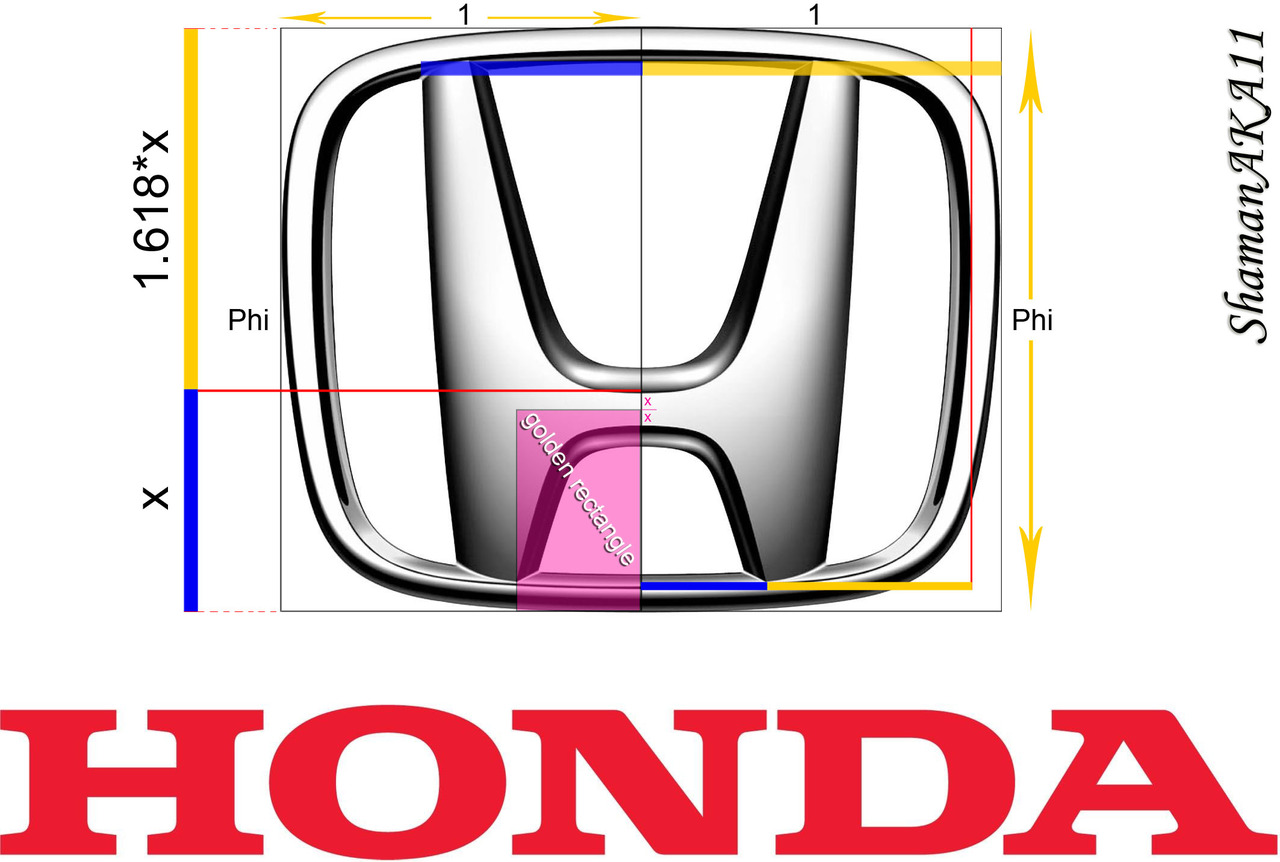 1
1
1.618*x
Phi
Phi
x
x
x
golden rectangle
ShamanAKA11
HONDA